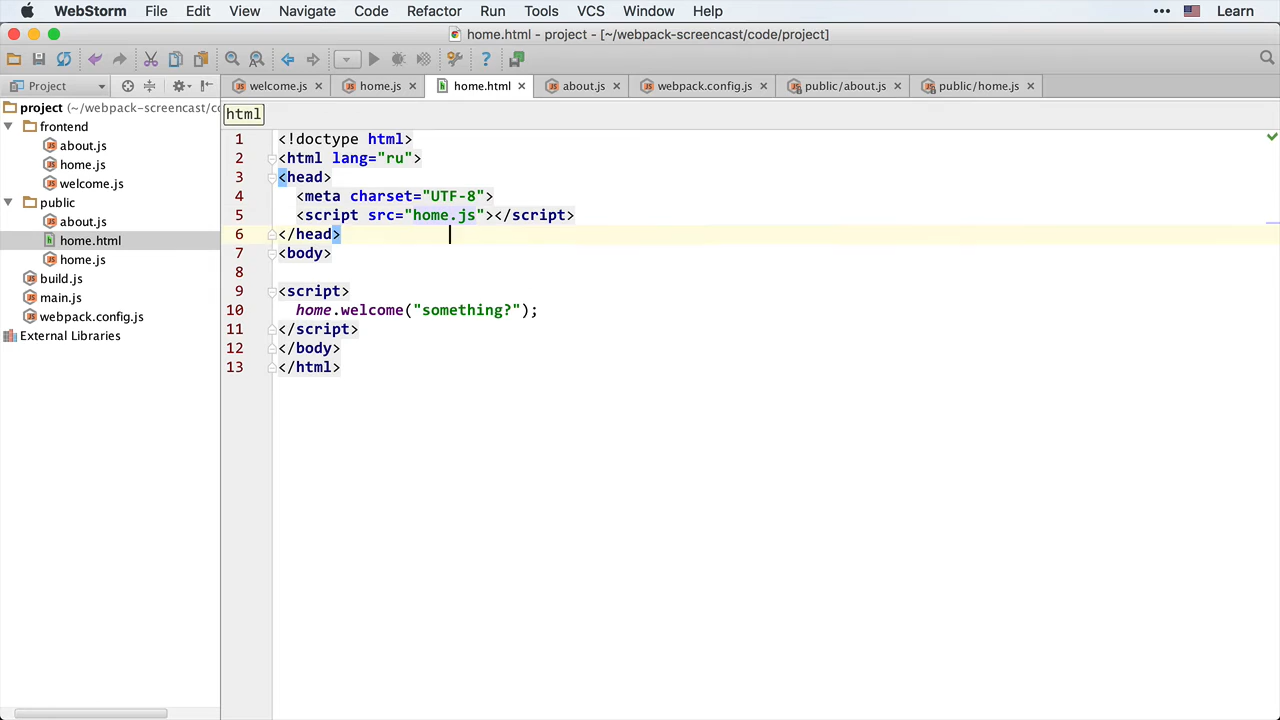 WebStorm File Edit View Navigate Code Refactor Run Tools VCS Window Help ••• Learn
home.html - project - [~/webpack-screencast/code/project]
Project welcome.js home.js home.html about.js webpack.config.js public/about.js public/home.js
project (~/webpack-screencast/co
html
frontend
about.js
home.js
welcome.js
public
about.js
home.html
home.js
build.js
main.js
webpack.config.js
External Libraries
1 <!doctype html>
2 <html lang="ru">
3 <head>
4 <meta charset="UTF-8">
5 <script src="home.js"></script>
6 </head>
7 <body>
8
9 <script>
10 home.welcome("something?");
11 </script>
12 </body>
13 </html>